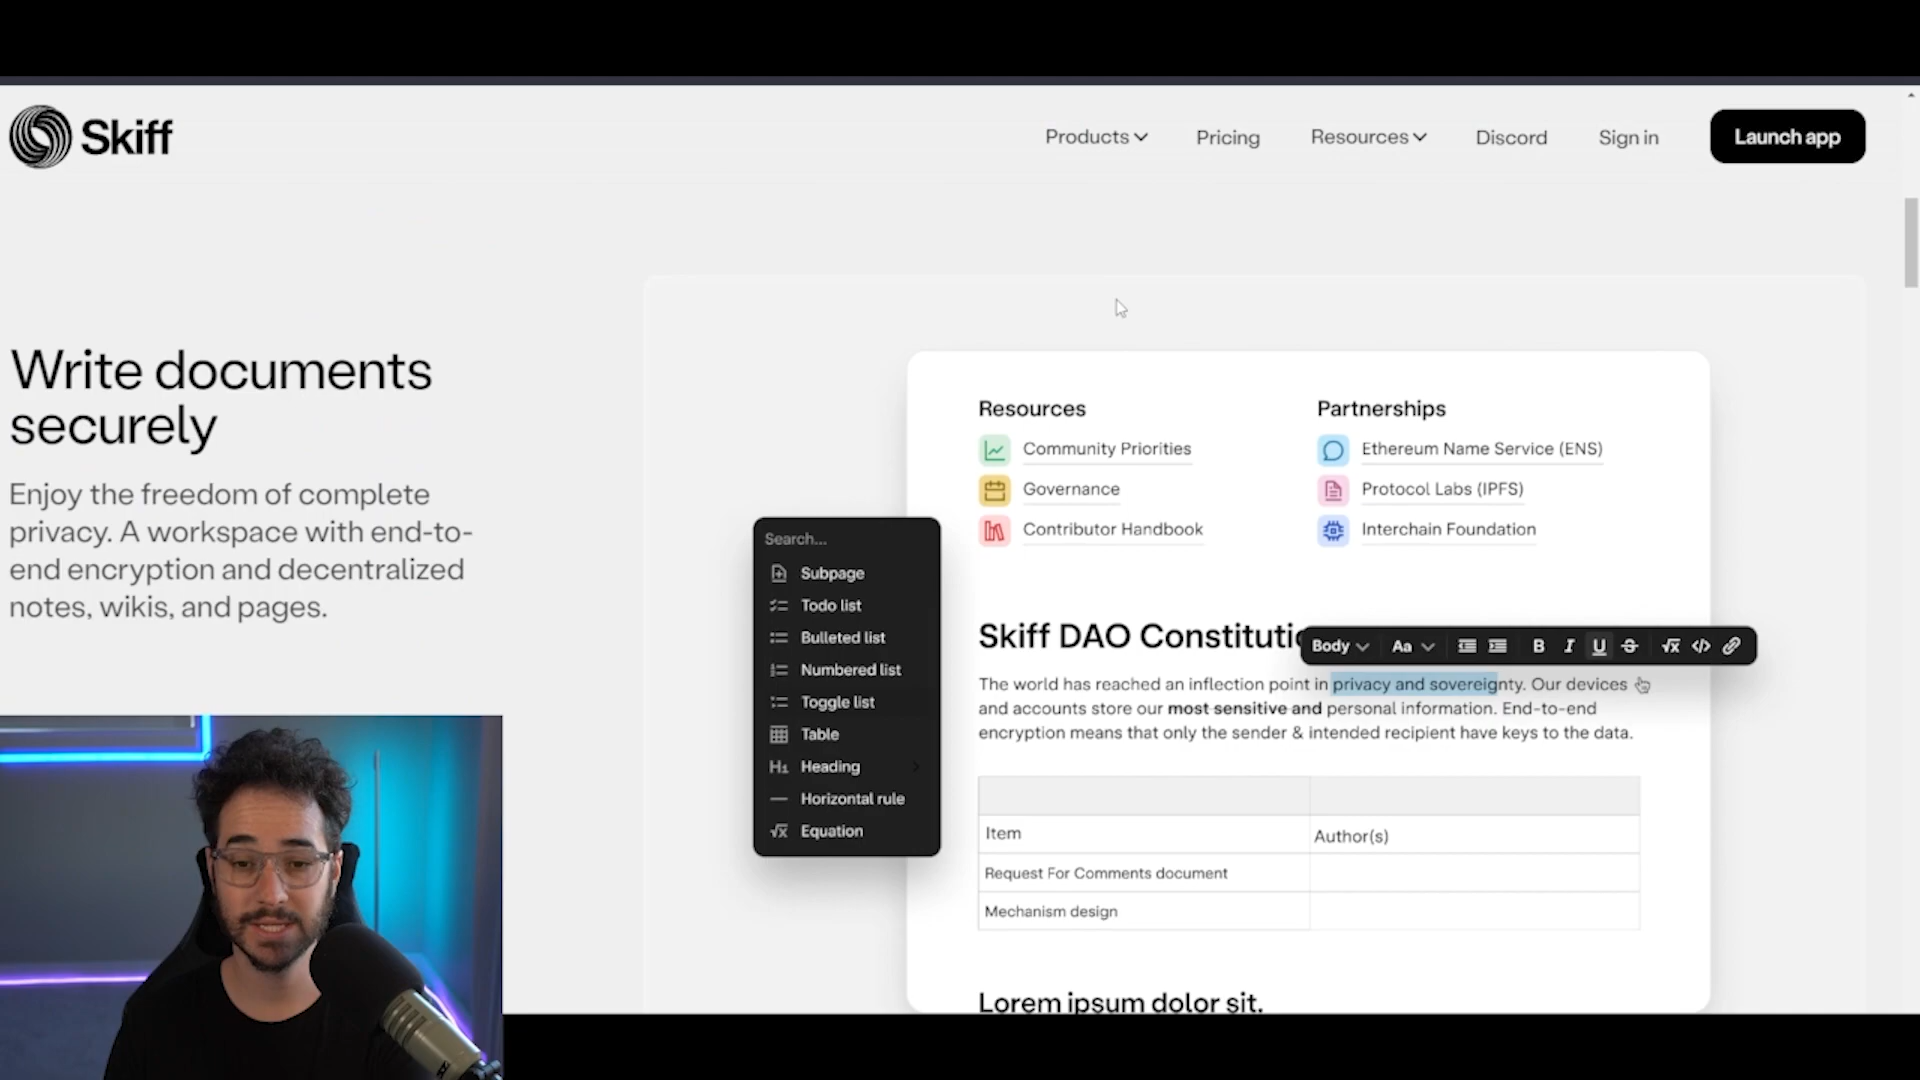 Skiff
Products
Pricing
Resources
Discord
Sign in
Launch app
Write documents
securely
Enjoy the freedom of complete
privacy. A workspace with end-to-
end encryption and decentralized
notes, wikis, and pages.
Resources
Community Priorities
Governance
Contributor Handbook
Partnerships
Ethereum Name Service (ENS)
Protocol Labs (IPFS)
Interchain Foundation
Search...
Subpage
Todo list
Bulleted list
Numbered list
Toggle list
Table
H1 Heading
Horizontal rule
√x Equation
Skiff DAO Constitutio
Body Aa B I U S √x </>
The world has reached an inflection point in privacy and sovereignty. Our devices
and accounts store our most sensitive and personal information. End-to-end
encryption means that only the sender & intended recipient have keys to the data.
Item Author(s)
Request For Comments document
Mechanism design
Lorem ipsum dolor sit.